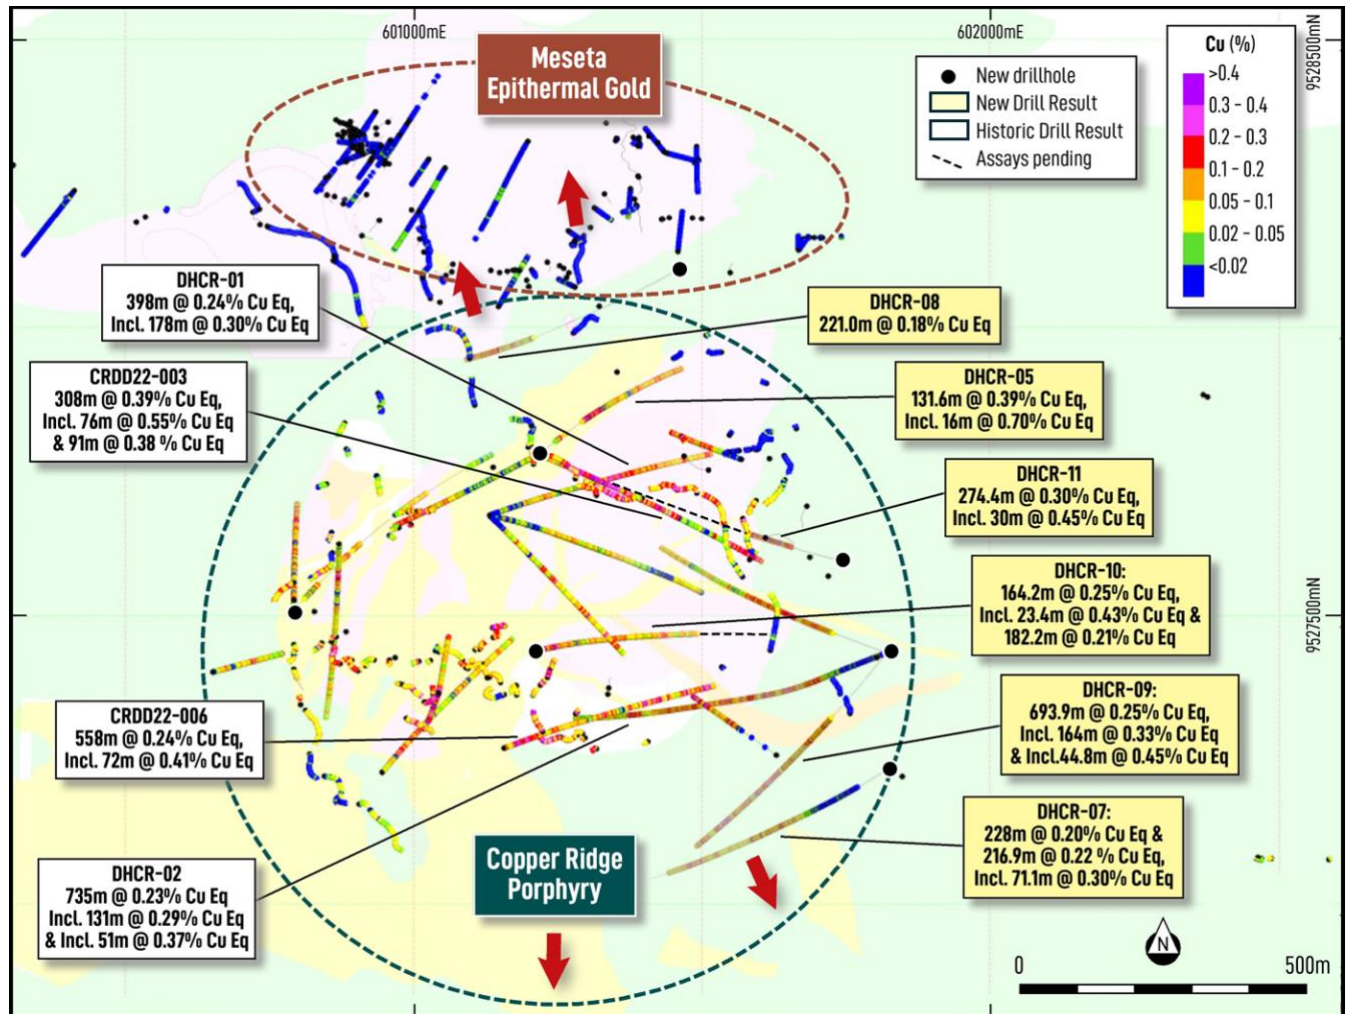 601000mE
602000mE
9528500mN
9527500mN
Meseta
Epithermal Gold
New drillhole
New Drill Result
Historic Drill Result
Assays pending
Cu (%)
>0.4
0.3 - 0.4
0.2 - 0.3
0.1 - 0.2
0.05 - 0.1
0.02 - 0.05
<0.02
DHCR-01
398m @ 0.24% Cu Eq,
Incl. 178m @ 0.30% Cu Eq
CRDD22-003
308m @ 0.39% Cu Eq,
Incl. 76m @ 0.55% Cu Eq
& 91m @ 0.38 % Cu Eq
DHCR-08
221.0m @ 0.18% Cu Eq
DHCR-05
131.6m @ 0.39% Cu Eq,
Incl. 16m @ 0.70% Cu Eq
DHCR-11
274.4m @ 0.30% Cu Eq,
Incl. 30m @ 0.45% Cu Eq
DHCR-10:
164.2m @ 0.25% Cu Eq,
Incl. 23.4m @ 0.43% Cu Eq &
182.2m @ 0.21% Cu Eq
CRDD22-006
558m @ 0.24% Cu Eq,
Incl. 72m @ 0.41% Cu Eq
DHCR-09:
693.9m @ 0.25% Cu Eq,
Incl. 164m @ 0.33% Cu Eq
& Incl.44.8m @ 0.45% Cu Eq
DHCR-07:
228m @ 0.20% Cu Eq &
216.9m @ 0.22 % Cu Eq,
Incl. 71.1m @ 0.30% Cu Eq
DHCR-02
735m @ 0.23% Cu Eq
Incl. 131m @ 0.29% Cu Eq
& Incl. 51m @ 0.37% Cu Eq
Copper Ridge
Porphyry
N
0 500m